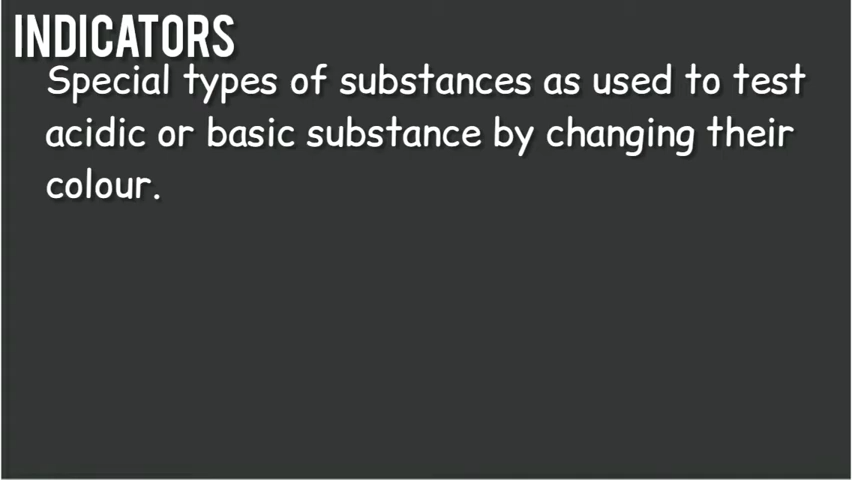 INDICATORS
Special types of substances as used to test
acidic or basic substance by changing their
colour.